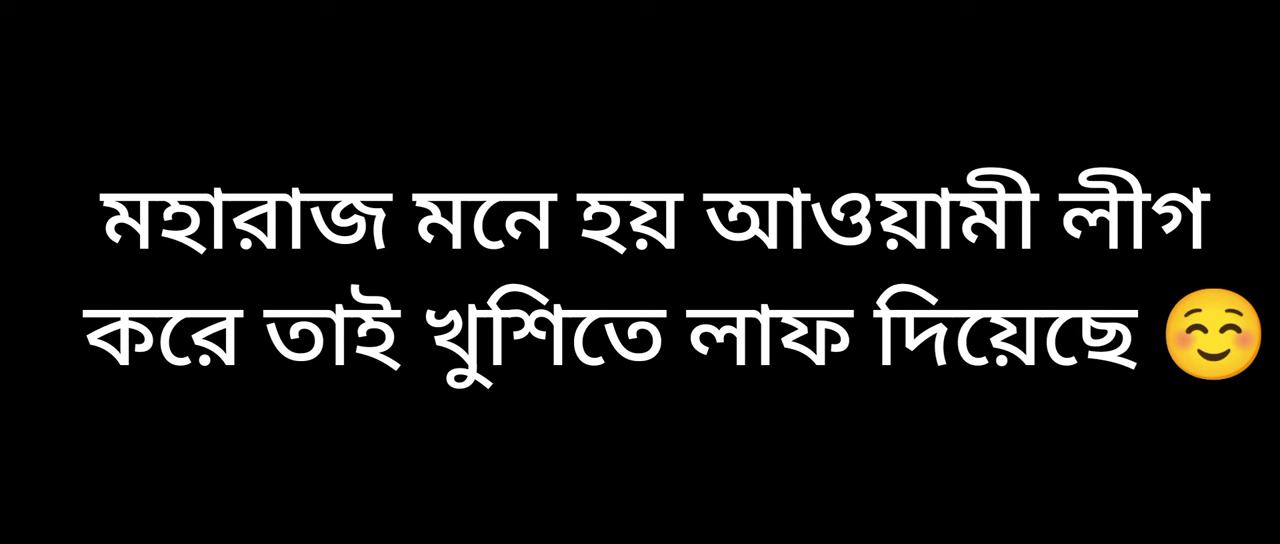 মহারাজ মনে হয় আওয়ামী লীগ
করে তাই খুশিতে লাফ দিয়েছে ☺️